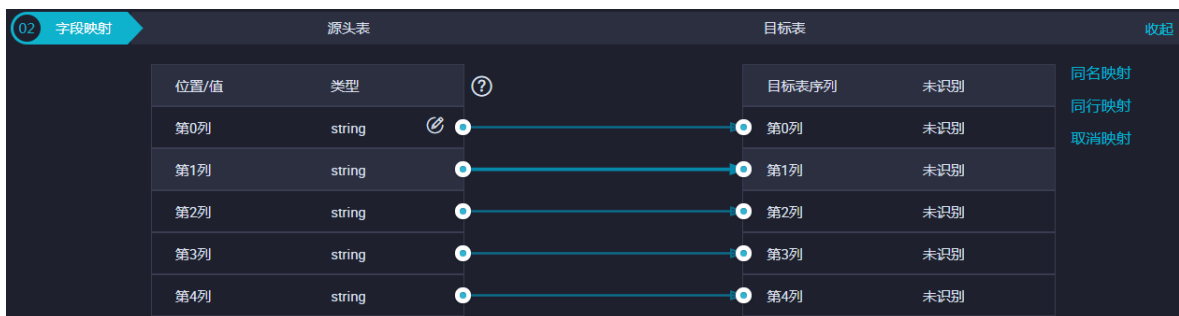 02 字段映射 源头表 目标表 收起
位置/值 类型 ? 目标表序列 未识别 同名映射
同行映射
第0列 string 第0列 未识别 取消映射
第1列 string 第1列 未识别
第2列 string 第2列 未识别
第3列 string 第3列 未识别
第4列 string 第4列 未识别